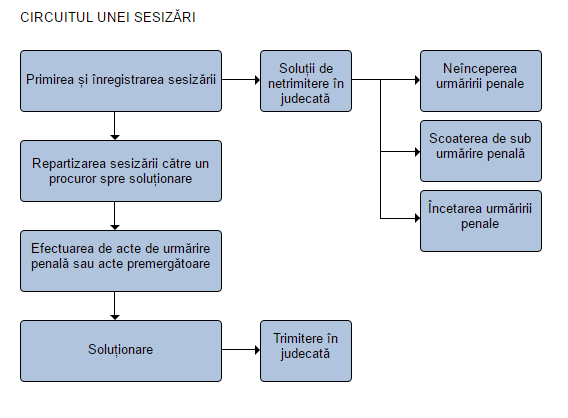 CIRCUITUL UNEI SESIZĂRI
Primirea și înregistrarea sesizării
Soluții de
netrimitere în
judecată
Neînceperea
urmăririi penale
Scoaterea de sub
urmărire penală
Încetarea urmăririi
penale
Repartizarea sesizării către un
procuror spre soluționare
Efectuarea de acte de urmărire
penală sau acte premergătoare
Soluționare
Trimitere în
judecată